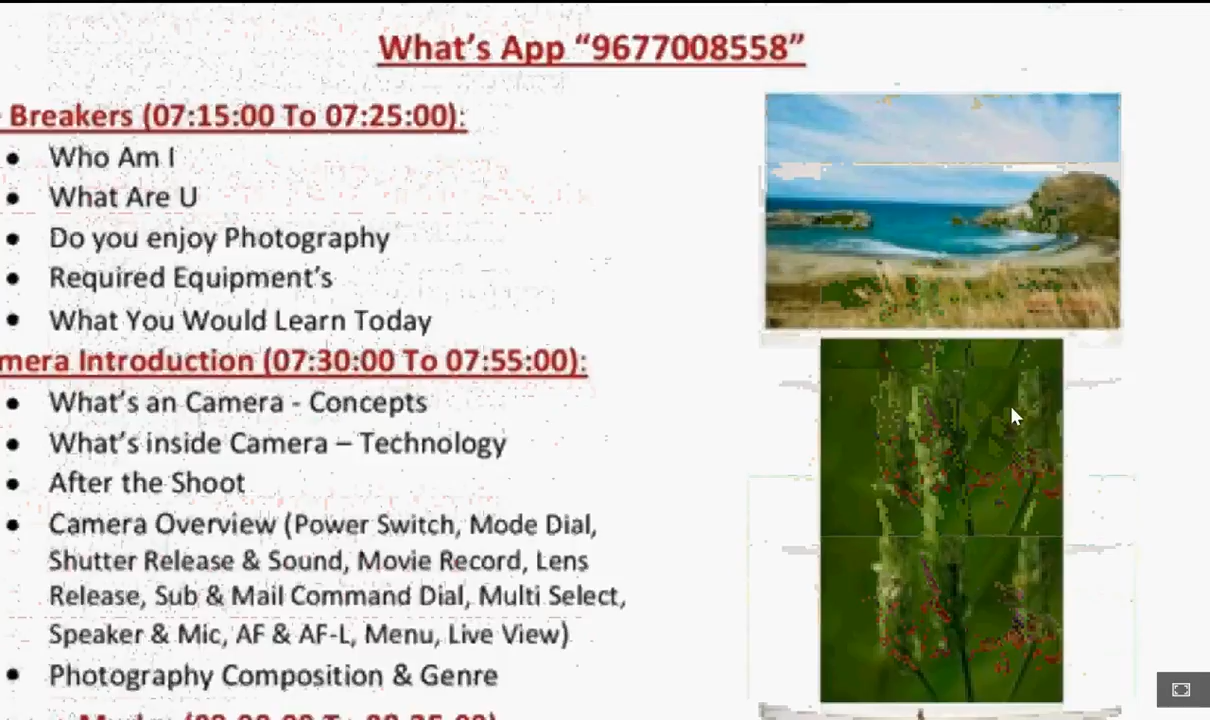 What's App “9677008558”
Breakers (07:15:00 To 07:25:00):
• Who Am I
• What Are U
• Do you enjoy Photography
• Required Equipment's
• What You Would Learn Today
mera Introduction (07:30:00 To 07:55:00):
• What's an Camera - Concepts
• What's inside Camera – Technology
• After the Shoot
• Camera Overview (Power Switch, Mode Dial,
Shutter Release & Sound, Movie Record, Lens
Release, Sub & Mail Command Dial, Multi Select,
Speaker & Mic, AF & AF-L, Menu, Live View)
• Photography Composition & Genre